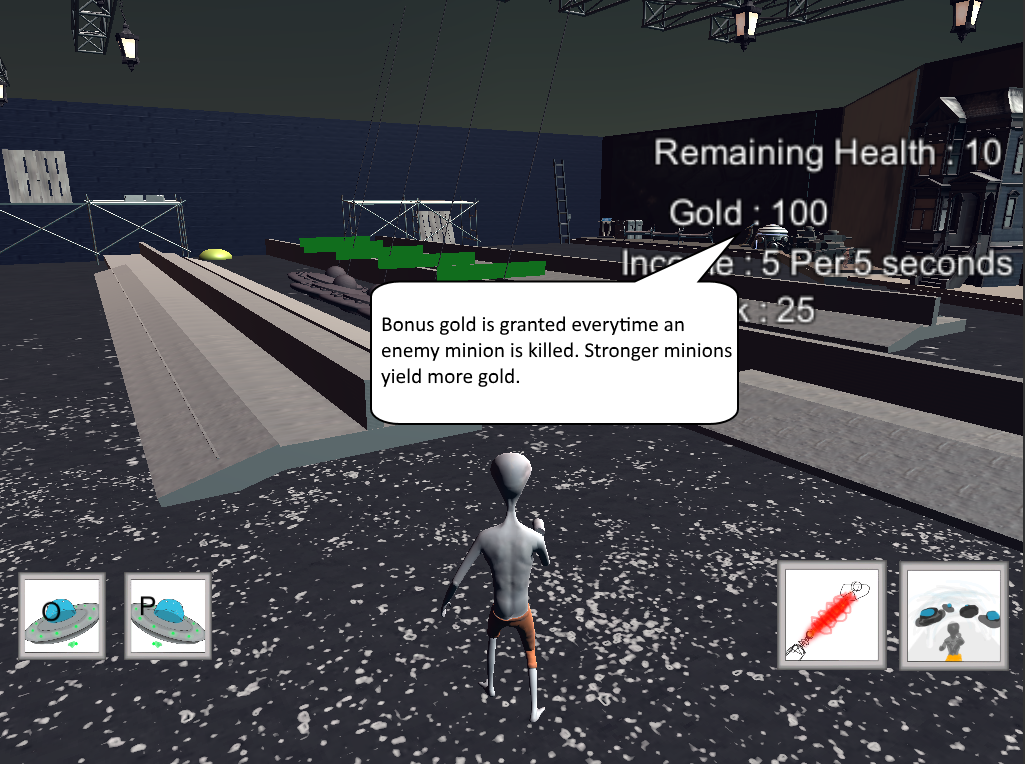 Remaining Health : 10
Gold : 100
: 5 Per 5 seconds
: 25
Bonus gold is granted everytime an
enemy minion is killed. Stronger minions
yield more gold.
O
P